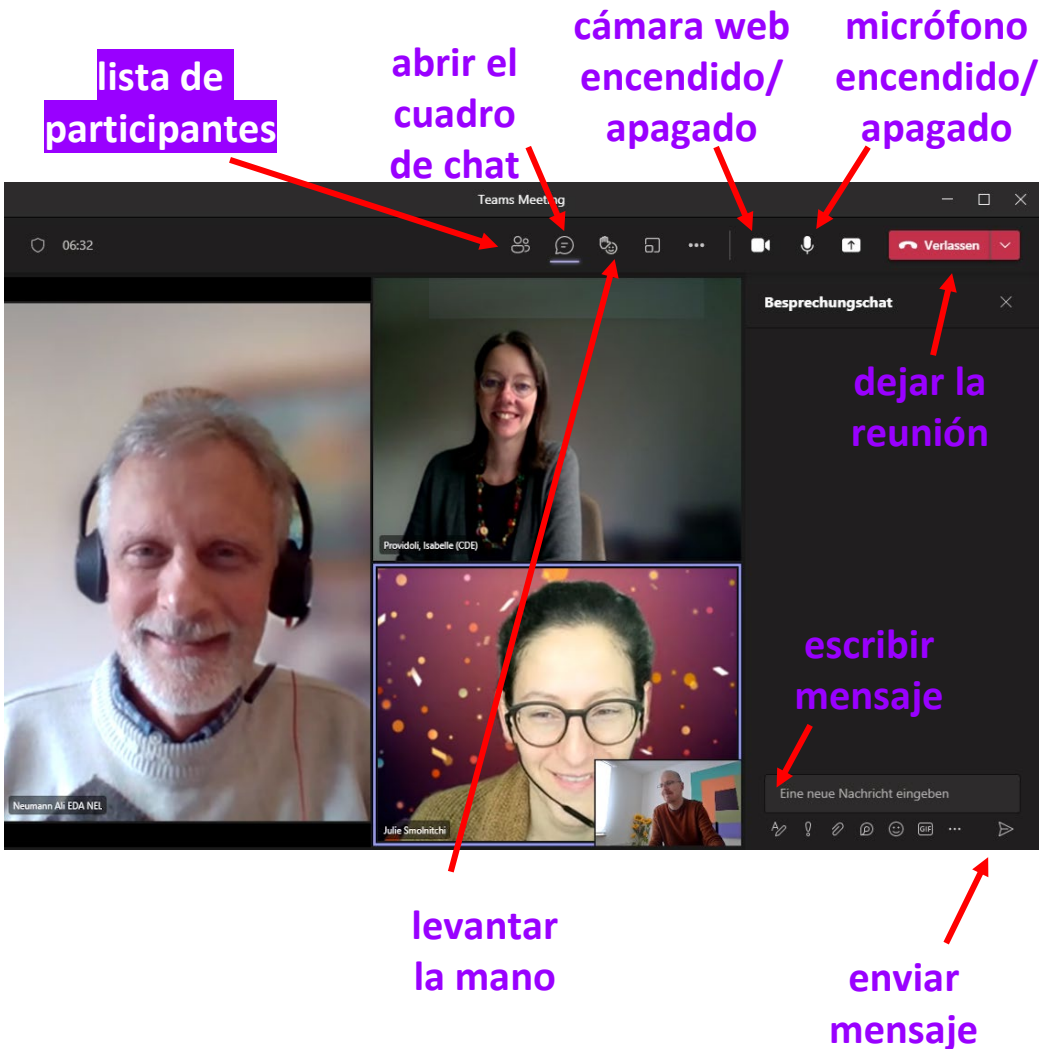 lista de
participantes
abrir el
cuadro
de chat
cámara web
encendido/
apagado
micrófono
encendido/
apagado
Teams Meeting
06:32
Verlassen
Besprechungschat
dejar la
reunión
Providoli, Isabelle (CDE)
escribir
mensaje
Neumann Ali EDA NEL
Julie Smolnitchi
Eine neue Nachricht eingeben
GIF
levantar
la mano
enviar
mensaje